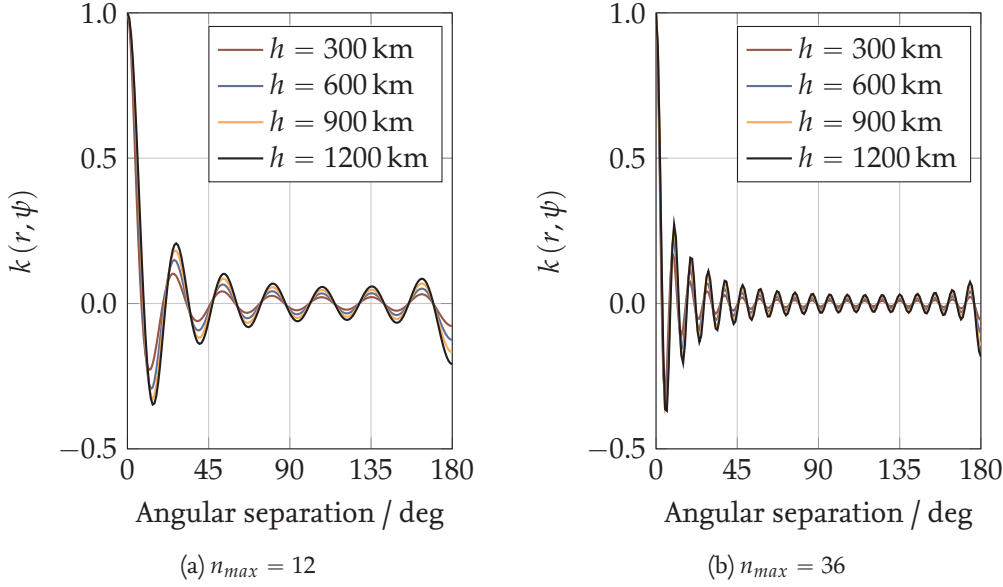 1.0
0.5
0.0
−0.5
k (r, ψ)
h = 300 km
h = 600 km
h = 900 km
h = 1200 km
0
45
90
135
180
Angular separation / deg
(a) n_max = 12
1.0
0.5
0.0
−0.5
k (r, ψ)
h = 300 km
h = 600 km
h = 900 km
h = 1200 km
0
45
90
135
180
Angular separation / deg
(b) n_max = 36